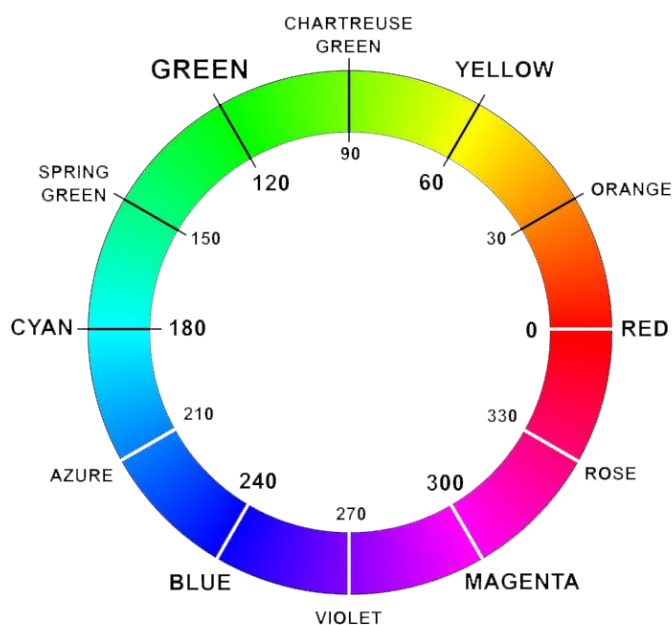 CHARTREUSE
GREEN
GREEN
YELLOW
90
120
60
SPRING
GREEN
ORANGE
150
30
CYAN
180
0
RED
210
330
AZURE
ROSE
240
300
270
BLUE
MAGENTA
VIOLET